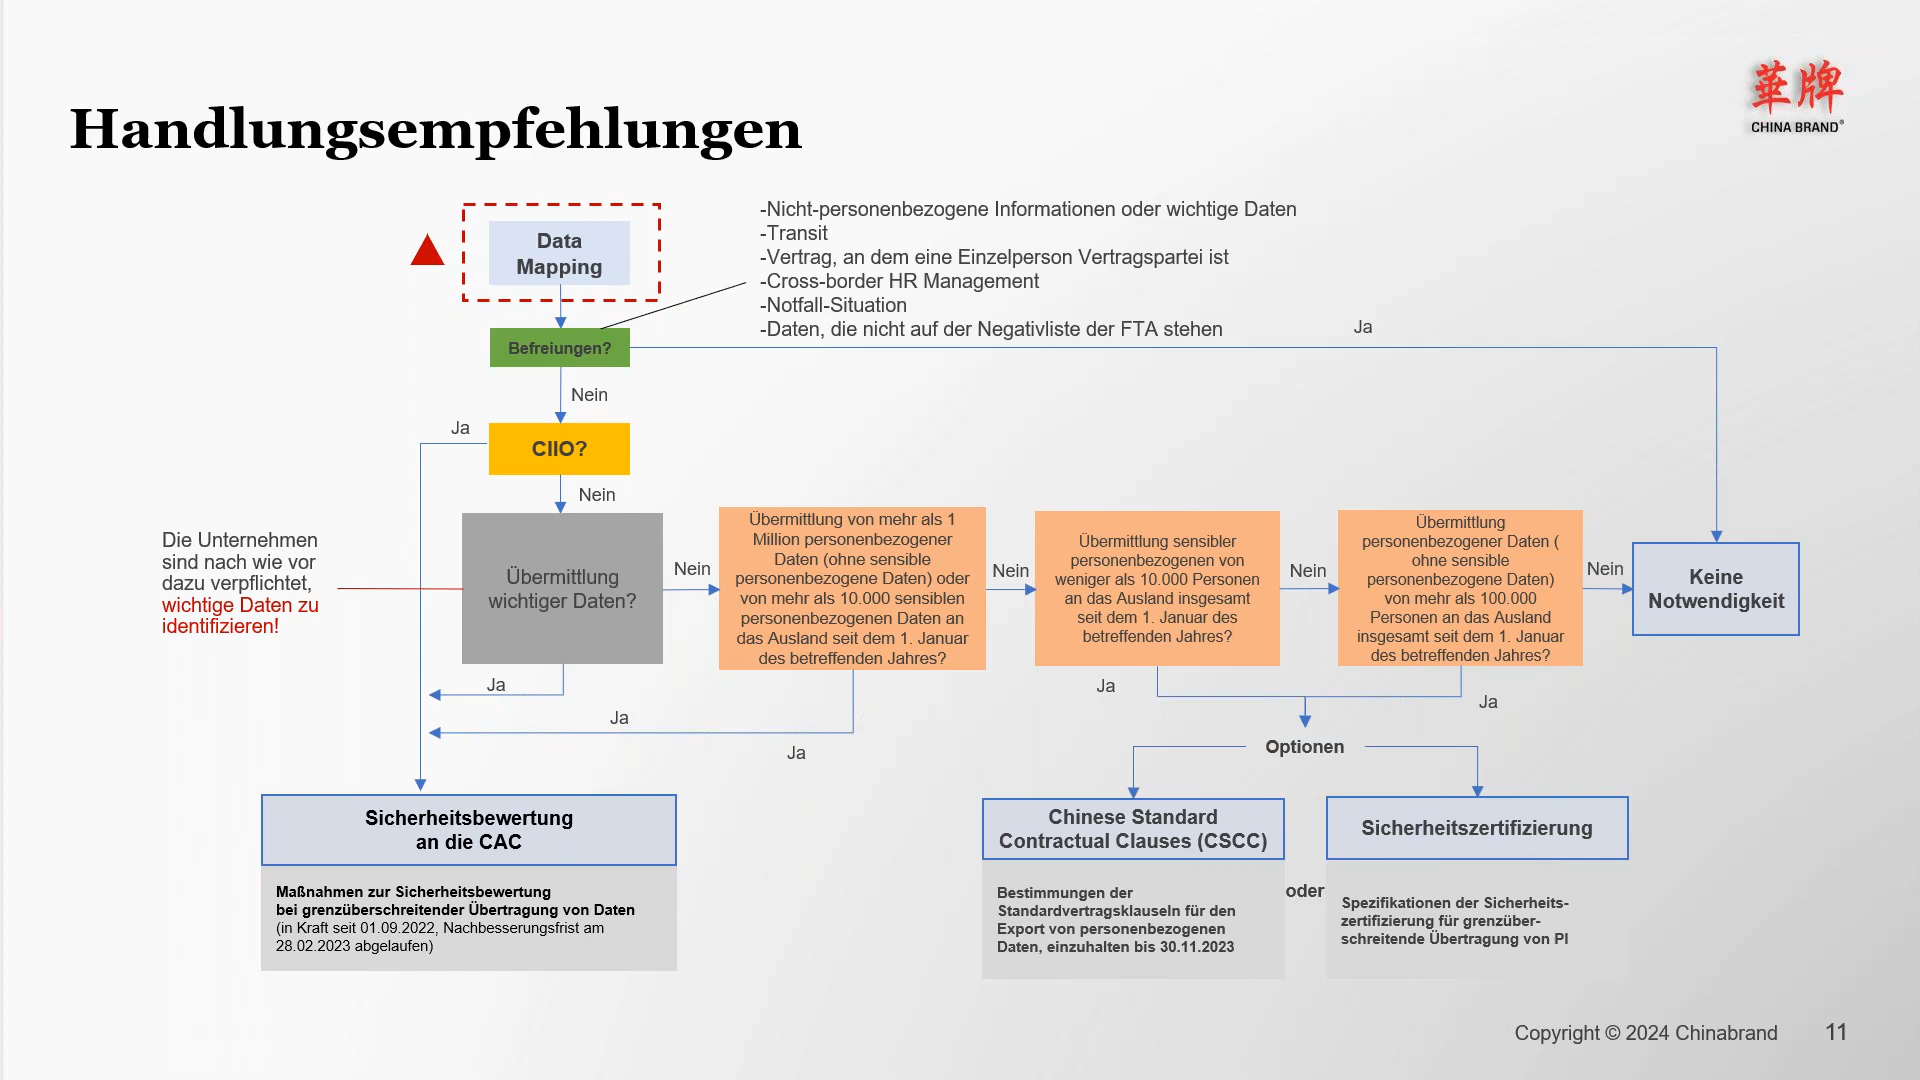 華牌
CHINA BRAND®
Handlungsempfehlungen
Data
Mapping
-Nicht-personenbezogene Informationen oder wichtige Daten
-Transit
-Vertrag, an dem eine Einzelperson Vertragspartei ist
-Cross-border HR Management
-Notfall-Situation
-Daten, die nicht auf der Negativliste der FTA stehen
Ja
Befreiungen?
Nein
Ja
CIIO?
Nein
Die Unternehmen
sind nach wie vor
dazu verpflichtet,
wichtige Daten zu
identifizieren!
Übermittlung
wichtiger Daten?
Nein
Übermittlung von mehr als 1
Million personenbezogener
Daten (ohne sensible
personenbezogene Daten) oder
von mehr als 10.000 sensiblen
personenbezogenen Daten an
das Ausland seit dem 1. Januar
des betreffenden Jahres?
Nein
Übermittlung sensibler
personenbezogenen von
weniger als 10.000 Personen
an das Ausland insgesamt
seit dem 1. Januar des
betreffenden Jahres?
Nein
Übermittlung
personenbezogener Daten (
ohne sensible
personenbezogene Daten)
von mehr als 100.000
Personen an das Ausland
insgesamt seit dem 1. Januar
des betreffenden Jahres?
Nein
Keine
Notwendigkeit
Ja
Ja
Ja
Ja
Ja
Optionen
Sicherheitsbewertung
an die CAC
Maßnahmen zur Sicherheitsbewertung
bei grenzüberschreitender Übertragung von Daten
(in Kraft seit 01.09.2022, Nachbesserungsfrist am
28.02.2023 abgelaufen)
Chinese Standard
Contractual Clauses (CSCC)
Bestimmungen der
Standardvertragsklauseln für den
Export von personenbezogenen
Daten, einzuhalten bis 30.11.2023
oder
Sicherheitszertifizierung
Spezifikationen der Sicherheits-
zertifizierung für grenzüber-
schreitende Übertragung von PI
Copyright © 2024 Chinabrand
11